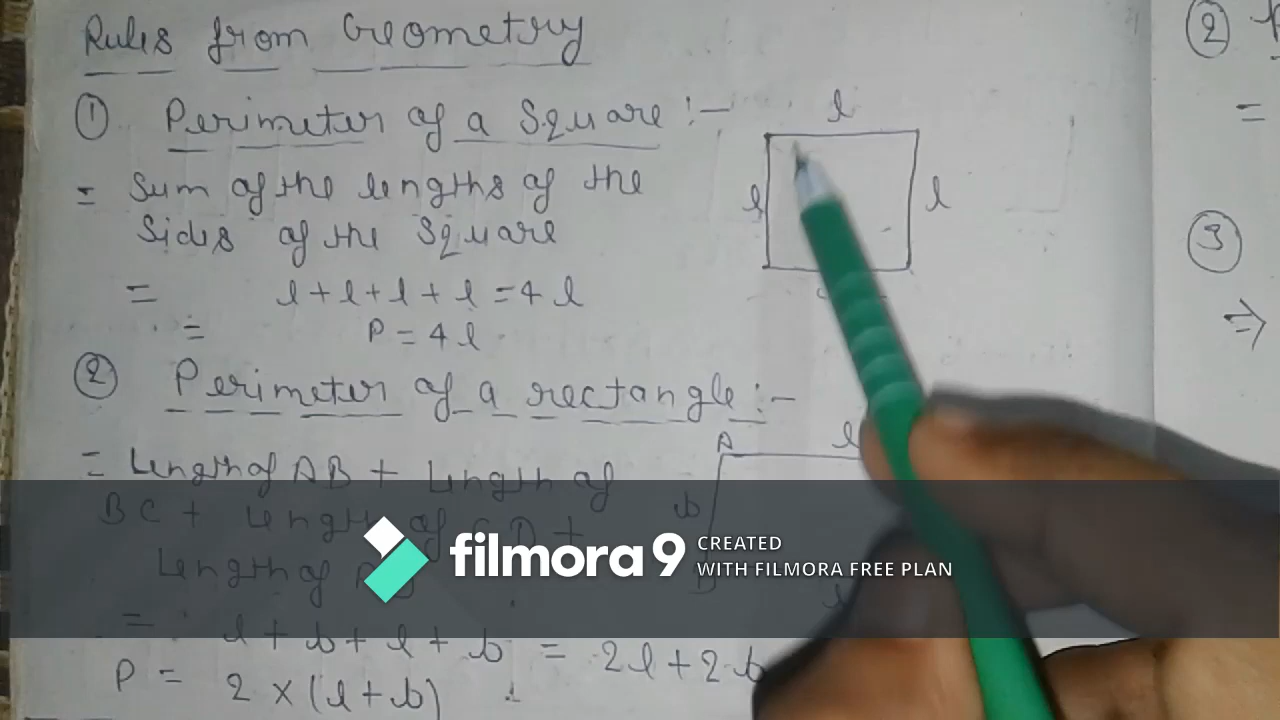 Rules from Geometry
① Perimeter of a Square :-
= Sum of the lengths of the
Sides of the Square
= l + l + l + l = 4 l
= P = 4 l
l
l
l
② Perimeter of a rectangle :-
= Length of AB + Length of
BC + Length of CD +
Length of
= l + b + l + b = 2l + 2b
P = 2 × (l + b)
A
l
b
②
=
③
⇒
filmora9
CREATED
WITH FILMORA FREE PLAN